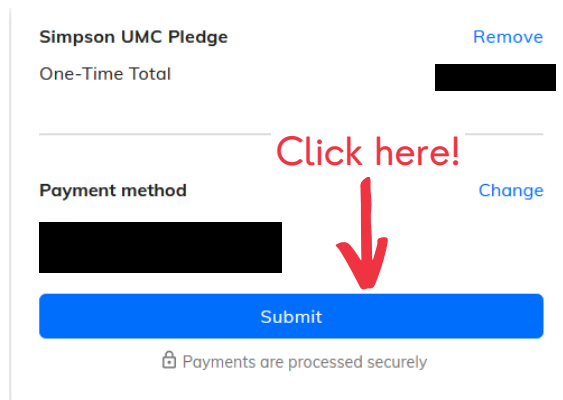 Simpson UMC Pledge Remove
One-Time Total
Click here!
Payment method Change
Submit
Payments are processed securely